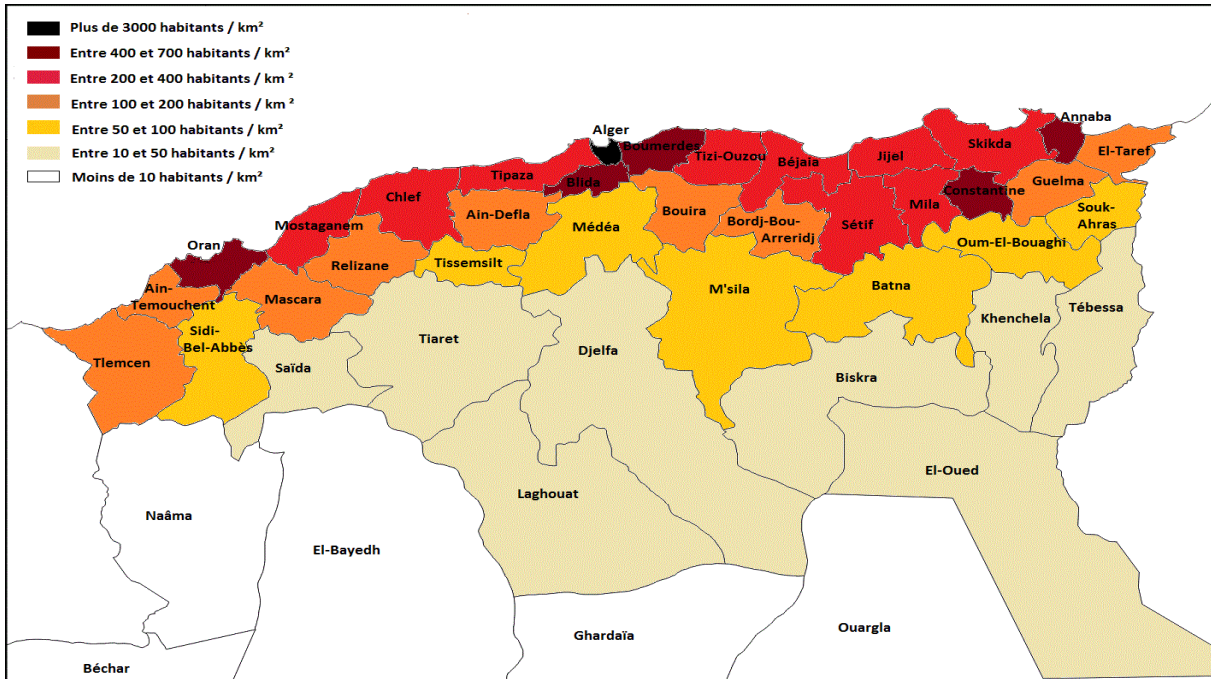 Plus de 3000 habitants / km²
Entre 400 et 700 habitants / km²
Entre 200 et 400 habitants / km ²
Entre 100 et 200 habitants / km ²
Entre 50 et 100 habitants / km²
Entre 10 et 50 habitants / km²
Moins de 10 habitants / km²
Alger
Boumerdes
Tizi-Ouzou
Béjaia
Jijel
Skikda
Annaba
El-Taref
Tipaza
Blida
Constantine
Guelma
Chlef
Ain-Defla
Médéa
Bouira
Bordj-Bou-
Arreridj
Sétif
Mila
Souk-
Ahras
Mostaganem
Oran
Relizane
Tissemsilt
Oum-El-Bouaghi
Ain-
Temouchent
Mascara
M'sila
Batna
Khenchela
Tébessa
Tlemcen
Sidi-
Bel-Abbès
Saïda
Tiaret
Djelfa
Biskra
Laghouat
El-Oued
Naâma
El-Bayedh
Ghardaïa
Ouargla
Béchar